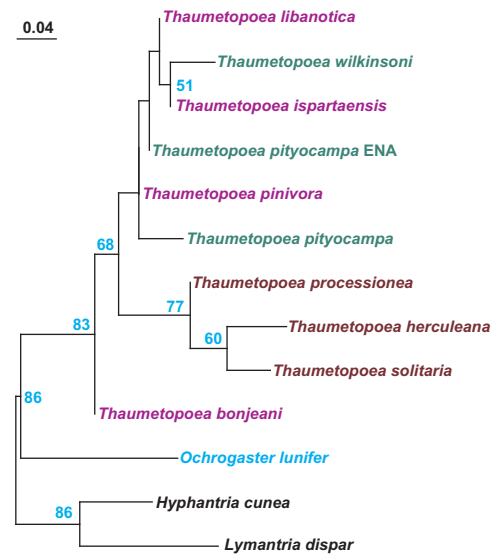 0.04
Thaumetopoea libanotica
Thaumetopoea wilkinsoni
51
Thaumetopoea ispartaensis
Thaumetopoea pityocampa ENA
Thaumetopoea pinivora
Thaumetopoea pityocampa
68
Thaumetopoea processionea
77
Thaumetopoea herculeana
83
60
Thaumetopoea solitaria
86
Thaumetopoea bonjeani
Ochrogaster lunifer
Hyphantria cunea
86
Lymantria dispar